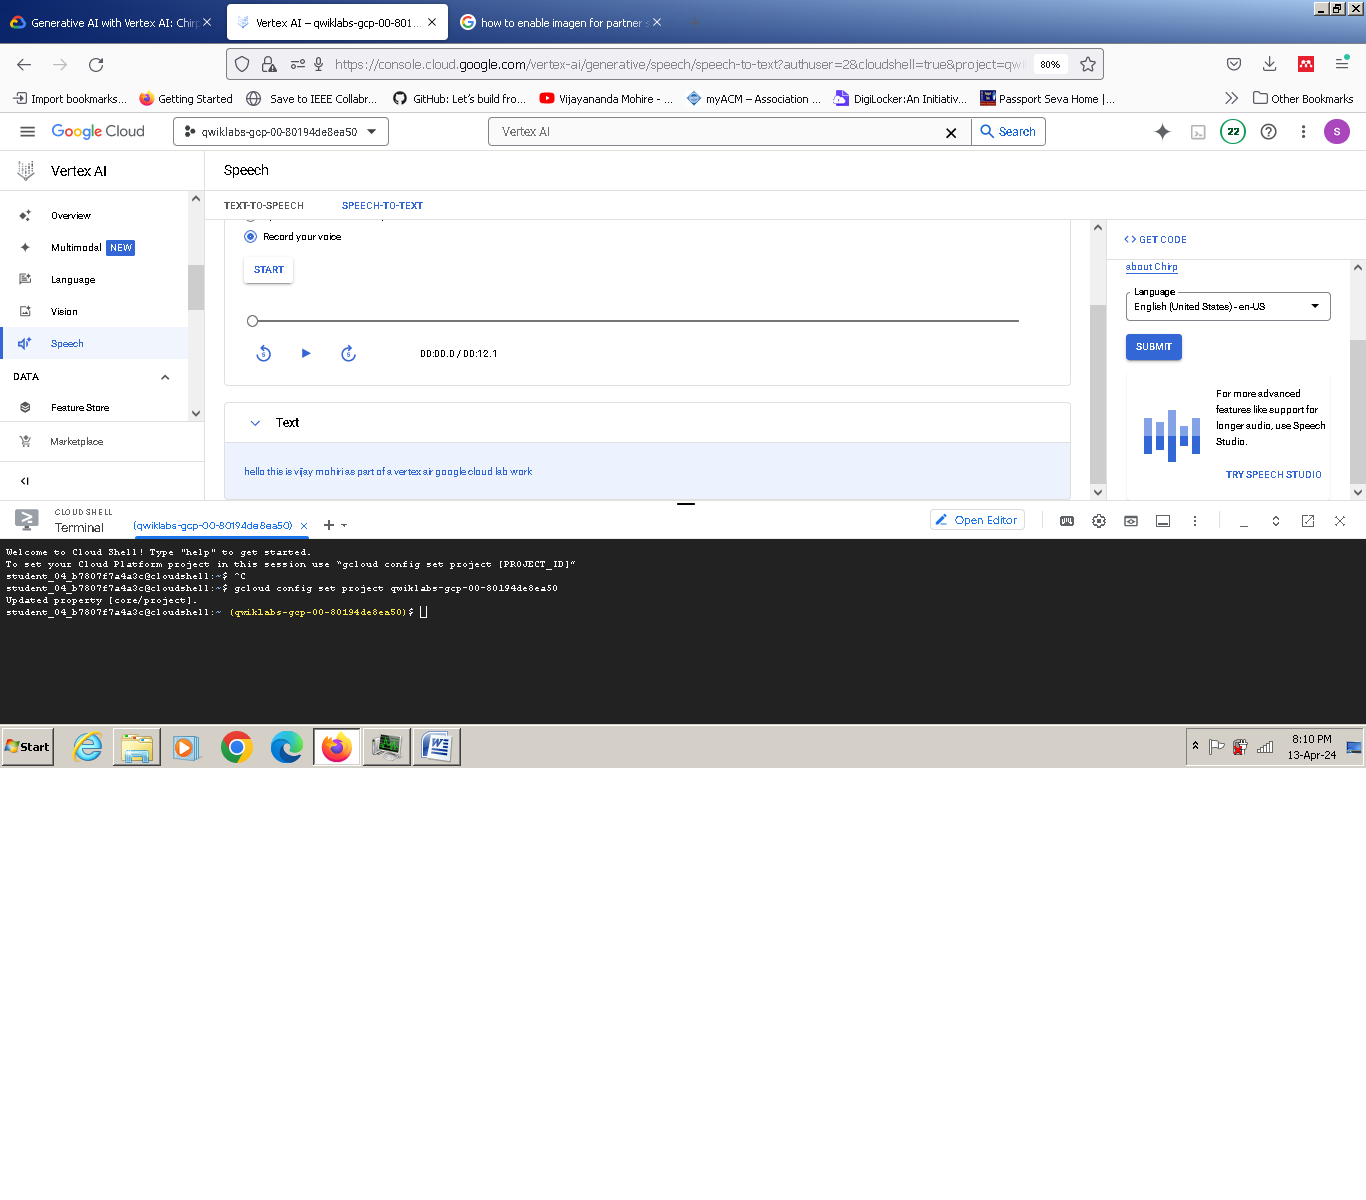 Generative AI with Vertex AI: Chir
Vertex AI – qwiklabs-gcp-00-801...
how to enable imagen for partner s
https://console.cloud.google.com/vertex-ai/generative/speech/speech-to-text?authuser=2&cloudshell=true&project=qwi
80%
Import bookmarks...
Getting Started
Save to IEEE Collabr...
GitHub: Let's build fro...
Vijayananda Mohire - ...
myACM – Association ...
DigiLocker:An Initiativ...
Passport Seva Home |...
Other Bookmarks
Google Cloud
qwiklabs-gcp-00-80194de8ea50
Vertex AI
Search
22
S
Vertex AI
Speech
TEXT-TO-SPEECH
SPEECH-TO-TEXT
Overview
Multimodal NEW
Language
Vision
Speech
DATA
Feature Store
Marketplace
Record your voice
START
5
5
00:00.0 / 00:12.1
Text
hello this is vijay mohiri as part of a vertex air google cloud lab work
GET CODE
about Chirp
Language
English (United States) - en-US
SUBMIT
For more advanced
features like support for
longer audio, use Speech
Studio.
TRY SPEECH STUDIO
CLOUD SHELL
Terminal
(qwiklabs-gcp-00-80194de8ea50)
Open Editor
Welcome to Cloud Shell! Type "help" to get started.
To set your Cloud Platform project in this session use “gcloud config set project [PROJECT_ID]”
student_04_b7807f7a4a3c@cloudshell:~$ ^C
student_04_b7807f7a4a3c@cloudshell:~$ gcloud config set project qwiklabs-gcp-00-80194de8ea50
Updated property [core/project].
student_04_b7807f7a4a3c@cloudshell:~ (qwiklabs-gcp-00-80194de8ea50)$
Start
8:10 PM
13-Apr-24